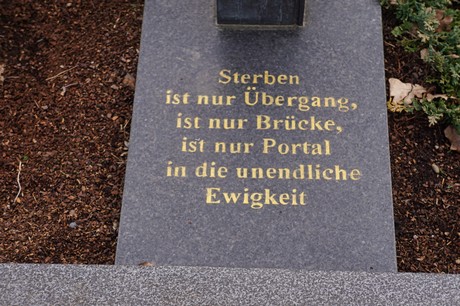 Sterben
ist nur Übergang,
ist nur Brücke,
ist nur Portal
in die unendliche
Ewigkeit